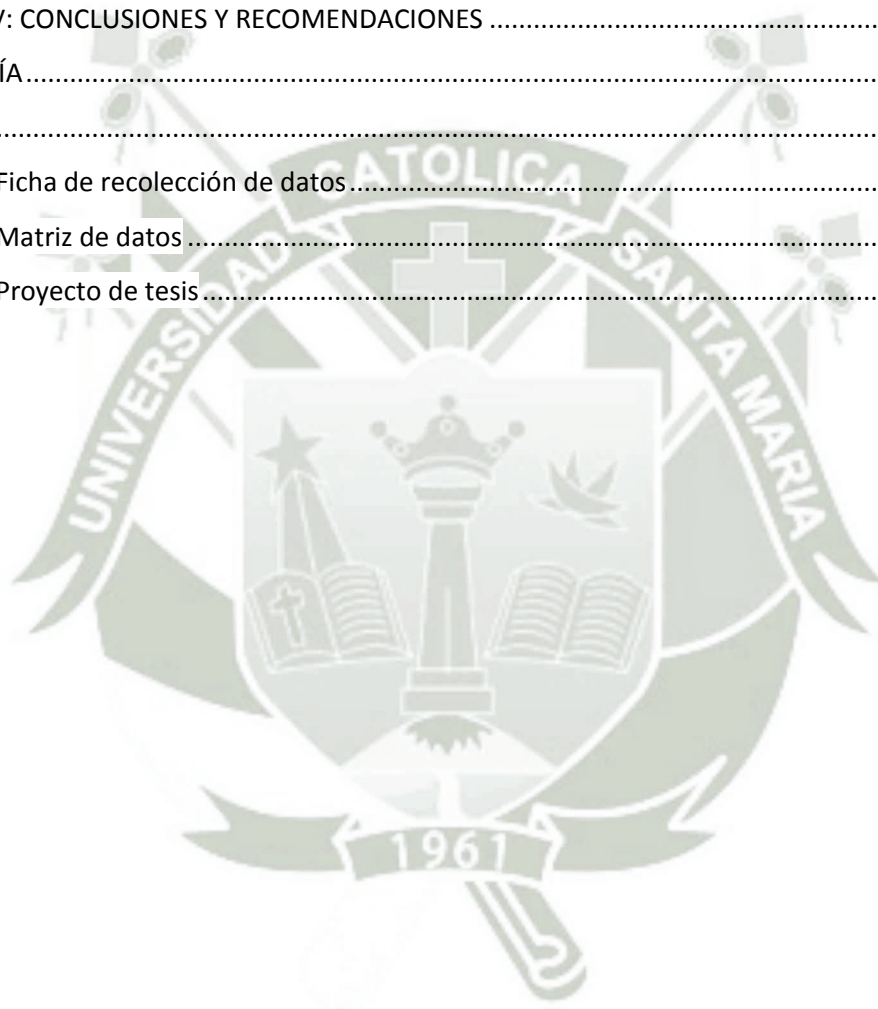 V: CONCLUSIONES Y RECOMENDACIONES ..........................................................
ÍA..............................................................................................................................
..................................................................................................................................
Ficha de recolección de datos..............................................................................
Matriz de datos ....................................................................................................
Proyecto de tesis..................................................................................................
UNIVERSIDAD CATOLICA SANTA MARIA
1961